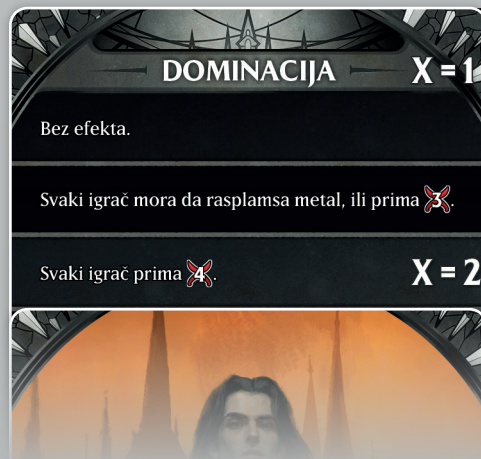 DOMINACIJA X = 1
Bez efekta.
Svaki igrač mora da rasplamsa metal, ili prima 3.
Svaki igrač prima 4. X = 2